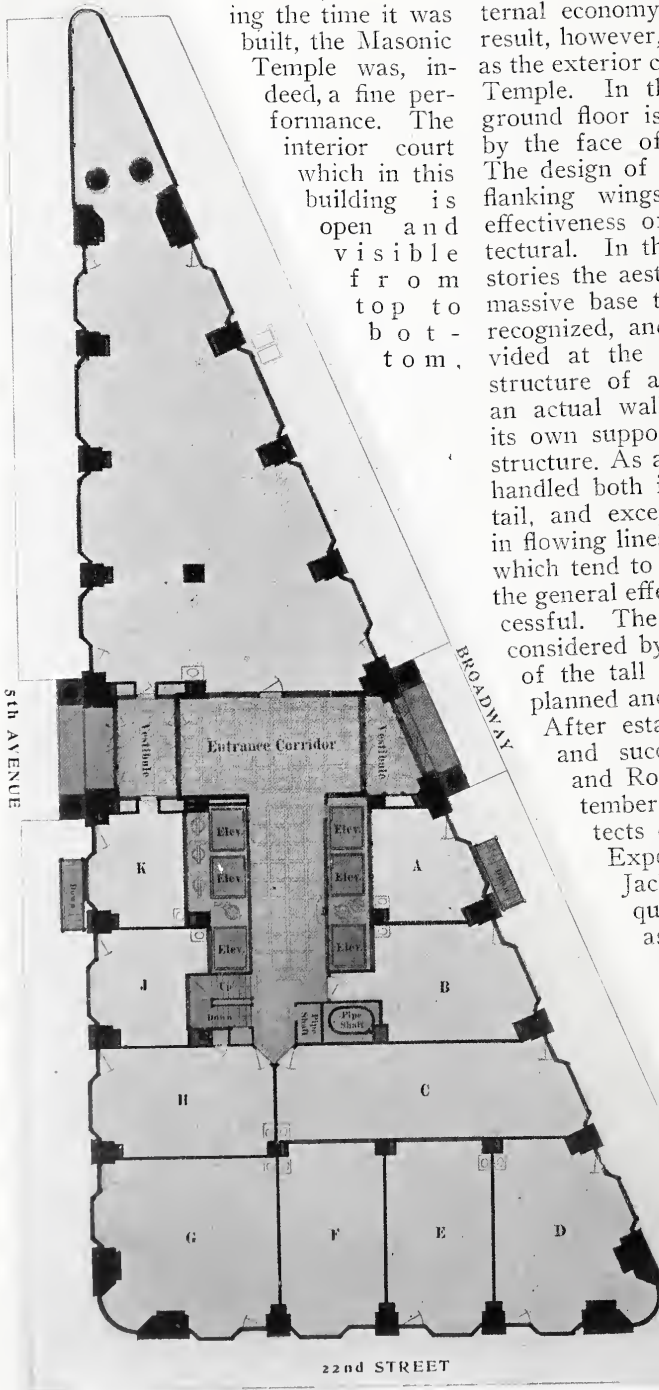 ing the time it was
built, the Masonic
Temple was, in-
deed, a fine per-
formance. The
interior court
which in this
building is
open and
visible
from
top to
bot-
tom,
ternal economy
result, however,
as the exterior c
Temple. In th
ground floor is
by the face of
The design of
flanking wings
effectiveness o
tectural. In th
stories the aest
massive base t
recognized, and
vided at the
structure of a
an actual wal
its own suppo
structure. As a
handled both i
tail, and exce
in flowing line
which tend to
the general effe
cessful. The
considered by
of the tall
planned and
After esta
and succ
and Ro
tember
tects
Expo
Jac
qu
as
5th AVENUE
BROADWAY
Vestibule
Entrance Corridor
Vestibule
Elev.
Elev.
Elev.
Elev.
Elev.
Elev.
K
A
Down
Down
J
B
Up
Down
Pipe
Shaft
Pipe
Shaft
H
C
G
F
E
D
22nd STREET